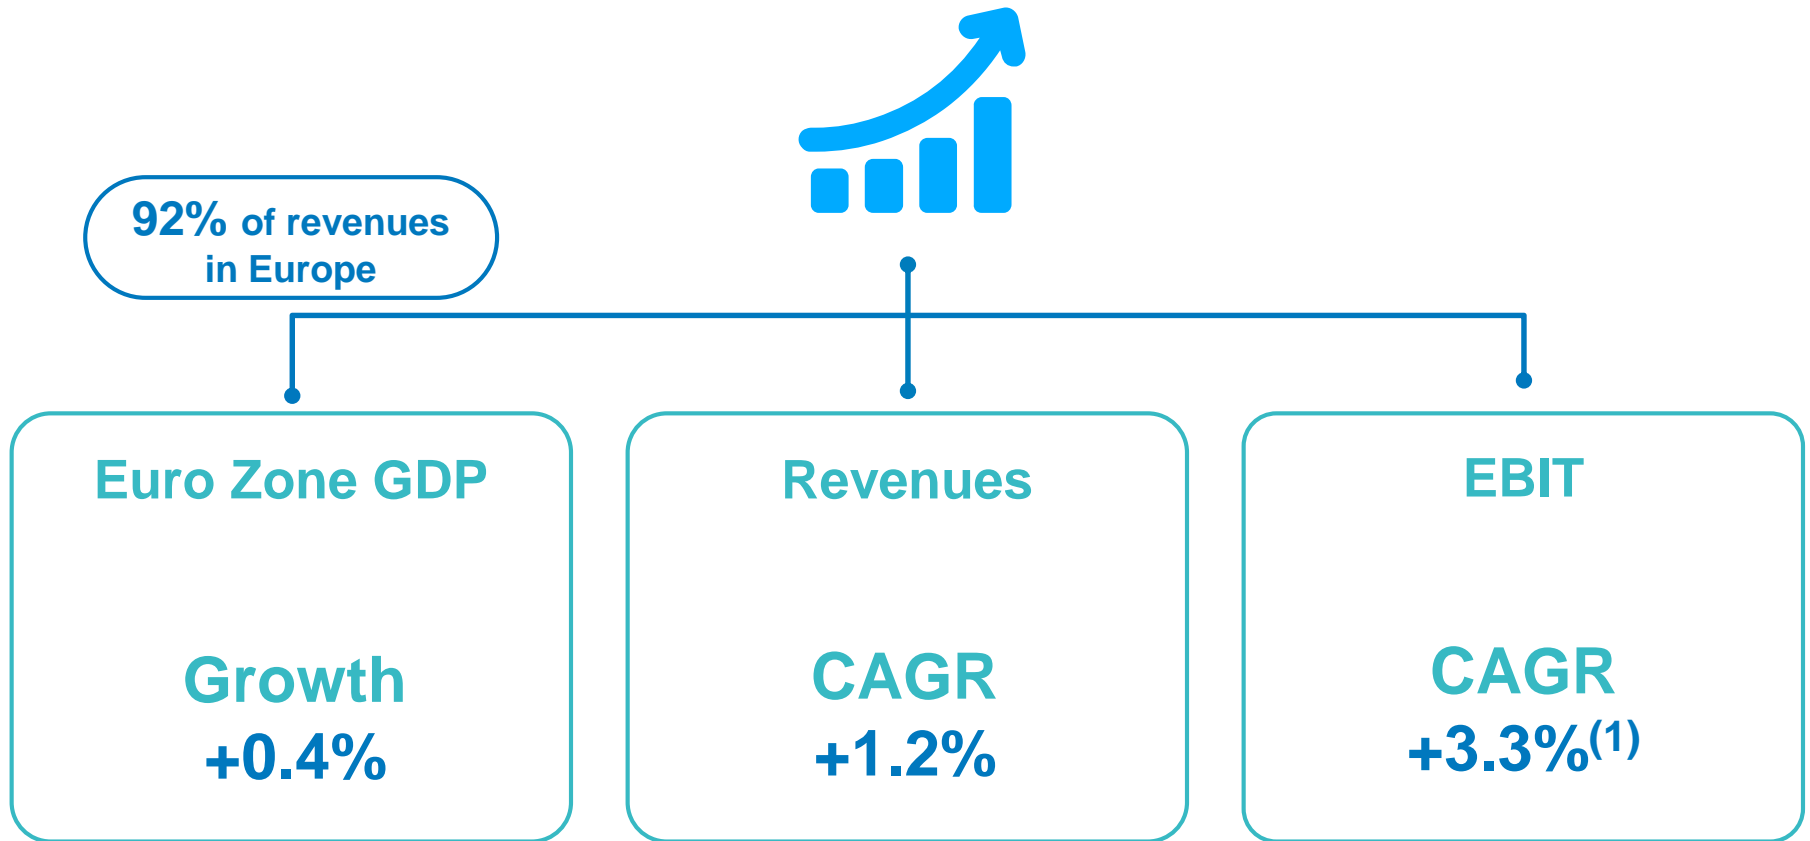 92% of revenues
in Europe
Euro Zone GDP
Growth
+0.4%
Revenues
CAGR
+1.2%
EBIT
CAGR
+3.3%(1)